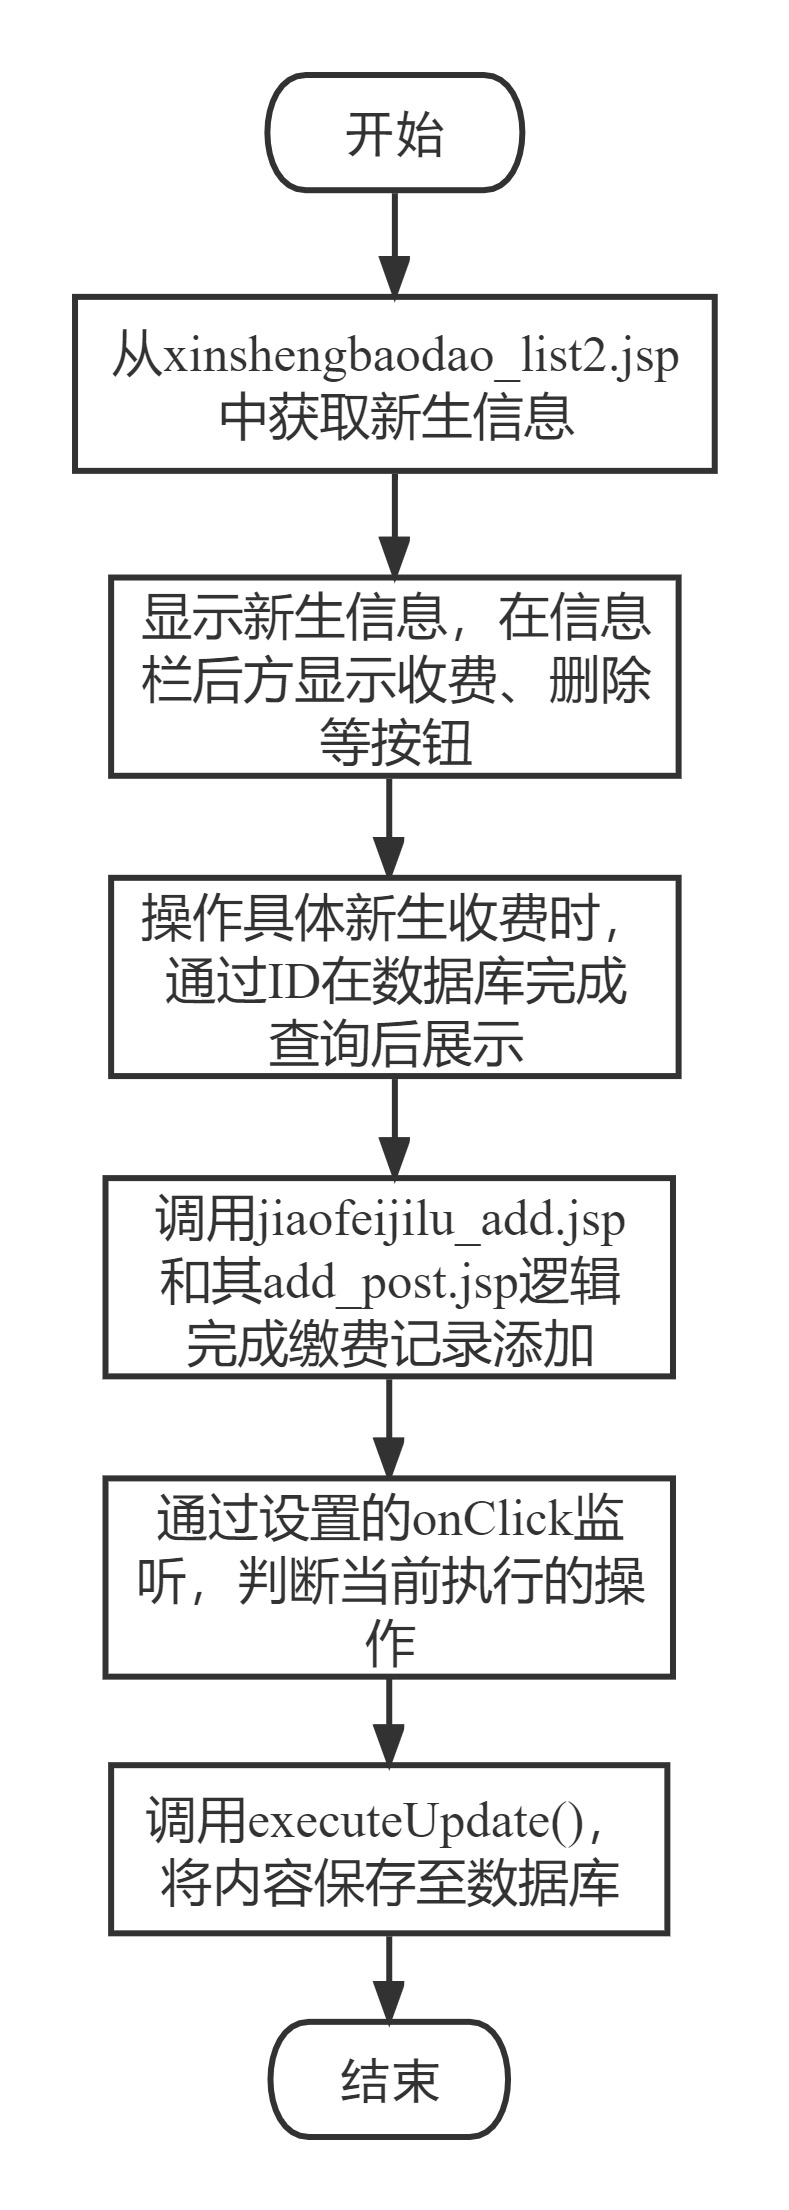 开始
从xinshengbaodao_list2.jsp
中获取新生信息
显示新生信息，在信息
栏后方显示收费、删除
等按钮
操作具体新生收费时，
通过ID在数据库完成
查询后展示
调用jiaofeijilu_add.jsp
和其add_post.jsp逻辑
完成缴费记录添加
通过设置的onClick监
听，判断当前执行的操
作
调用executeUpdate()，
将内容保存至数据库
结束